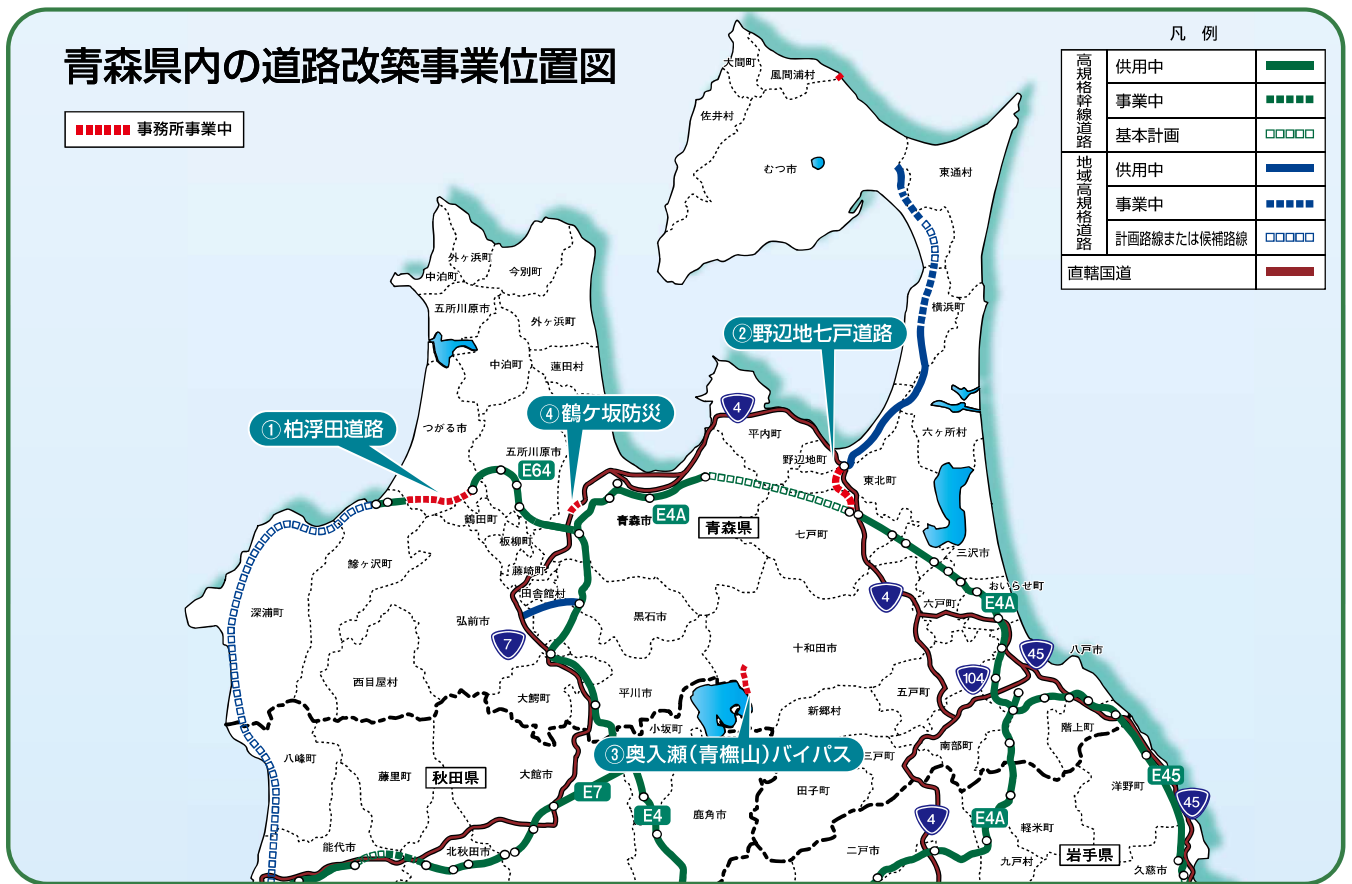 青森県内の道路改築事業位置図
事務所事業中
凡 例
高規格幹線道路
供用中
事業中
基本計画
地域高規格道路
供用中
事業中
計画路線または候補路線
直轄国道
大間町
風間浦村
佐井村
むつ市
東通村
外ヶ浜町
中泊町
今別町
五所川原市
外ヶ浜町
横浜町
②野辺地七戸道路
中泊町
蓬田村
4
④鶴ケ坂防災
①柏浮田道路
つがる市
平内町
六ヶ所村
五所川原市
野辺地町
E64
東北町
鶴田町
青森市
E4A
青森県
七戸町
板柳町
三沢市
鰺ヶ沢町
藤崎町
おいらせ町
田舎館村
4
六戸町
E4A
深浦町
弘前市
黒石市
7
十和田市
45
八戸市
104
西目屋村
大鰐町
平川市
五戸町
新郷村
小坂町
階上町
南部町
③奥入瀬(青橅山)バイパス
三戸町
八峰町
藤里町
秋田県
大館市
E45
田子町
洋野町
E7
45
E4
鹿角市
4
E4A
軽米町
能代市
北秋田市
二戸市
九戸村
岩手県
久慈市